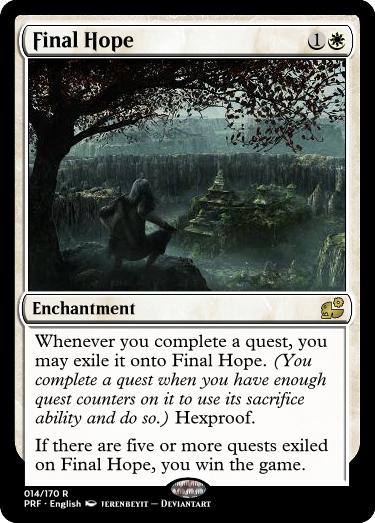 Final Hope
1
Enchantment
Whenever you complete a quest, you
may exile it onto Final Hope. (You
complete a quest when you have enough
quest counters on it to use its sacrifice
ability and do so.) Hexproof.
If there are five or more quests exiled
on Final Hope, you win the game.
014/170 R
PRF · English JERENBEYIT — DEVIANTART